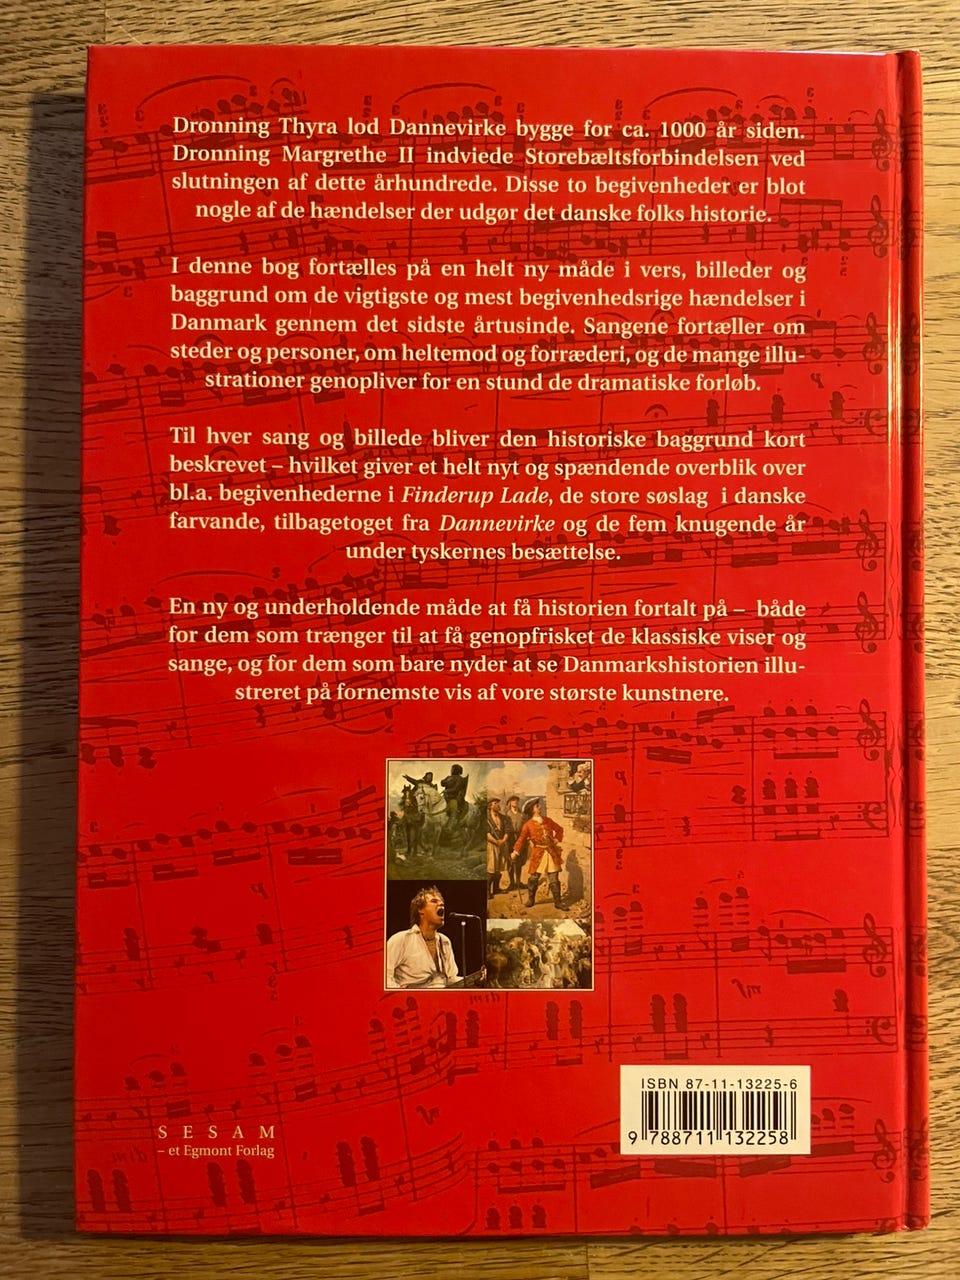 Dronning Thyra lod Dannevirke bygge for ca. 1000 år siden.
Dronning Margrethe II indviede Storebæltsforbindelsen ved
slutningen af dette århundrede. Disse to begivenheder er blot
nogle af de hændelser der udgør det danske folks historie.
I denne bog fortælles på en helt ny måde i vers, billeder og
baggrund om de vigtigste og mest begivenhedsrige hændelser i
Danmark gennem det sidste årtusinde. Sangene fortæller om
steder og personer, om heltemod og forræderi, og de mange illu-
strationer genopliver for en stund de dramatiske forløb.
Til hver sang og billede bliver den historiske baggrund kort
beskrevet – hvilket giver et helt nyt og spændende overblik over
bl.a. begivenhederne i Finderup Lade, de store søslag i danske
farvande, tilbagetoget fra Dannevirke og de fem knugende år
under tyskernes besættelse.
En ny og underholdende måde at få historien fortalt på – både
for dem som trænger til at få genopfrisket de klassiske viser og
sange, og for dem som bare nyder at se Danmarkshistorien illu-
streret på fornemste vis af vore største kunstnere.
ISBN 87-11-13225-6
9 788711 132258
SESAM
– et Egmont Forlag